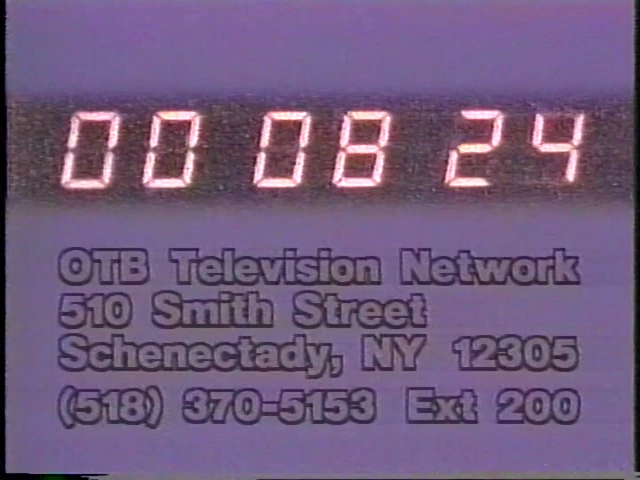 00 08 24
OTB Television Network
510 Smith Street
Schenectady, NY 12305
(518) 370-5153 Ext 200